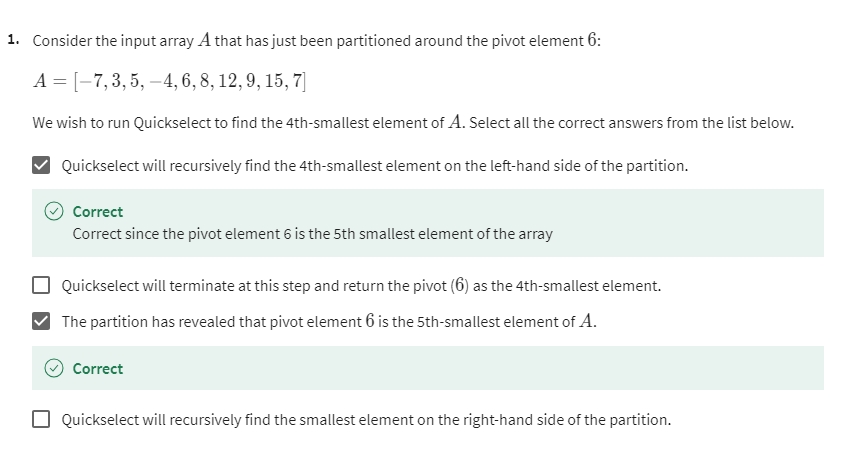 1. Consider the input array A that has just been partitioned around the pivot element 6:
A = [−7, 3, 5, −4, 6, 8, 12, 9, 15, 7]
We wish to run Quickselect to find the 4th-smallest element of A. Select all the correct answers from the list below.
Quickselect will recursively find the 4th-smallest element on the left-hand side of the partition.
Correct
Correct since the pivot element 6 is the 5th smallest element of the array
Quickselect will terminate at this step and return the pivot (6) as the 4th-smallest element.
The partition has revealed that pivot element 6 is the 5th-smallest element of A.
Correct
Quickselect will recursively find the smallest element on the right-hand side of the partition.